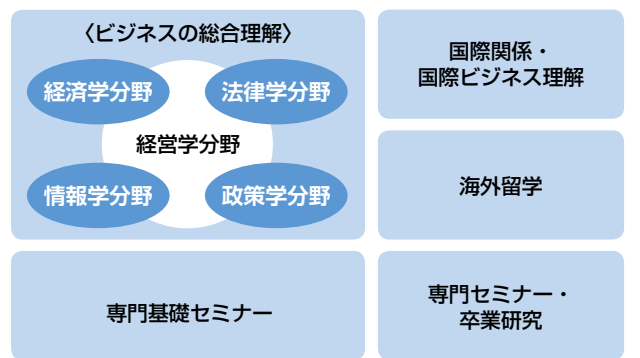 〈ビジネスの総合理解〉
経済学分野
法律学分野
経営学分野
情報学分野
政策学分野
国際関係・
国際ビジネス理解
海外留学
専門基礎セミナー
専門セミナー・
卒業研究